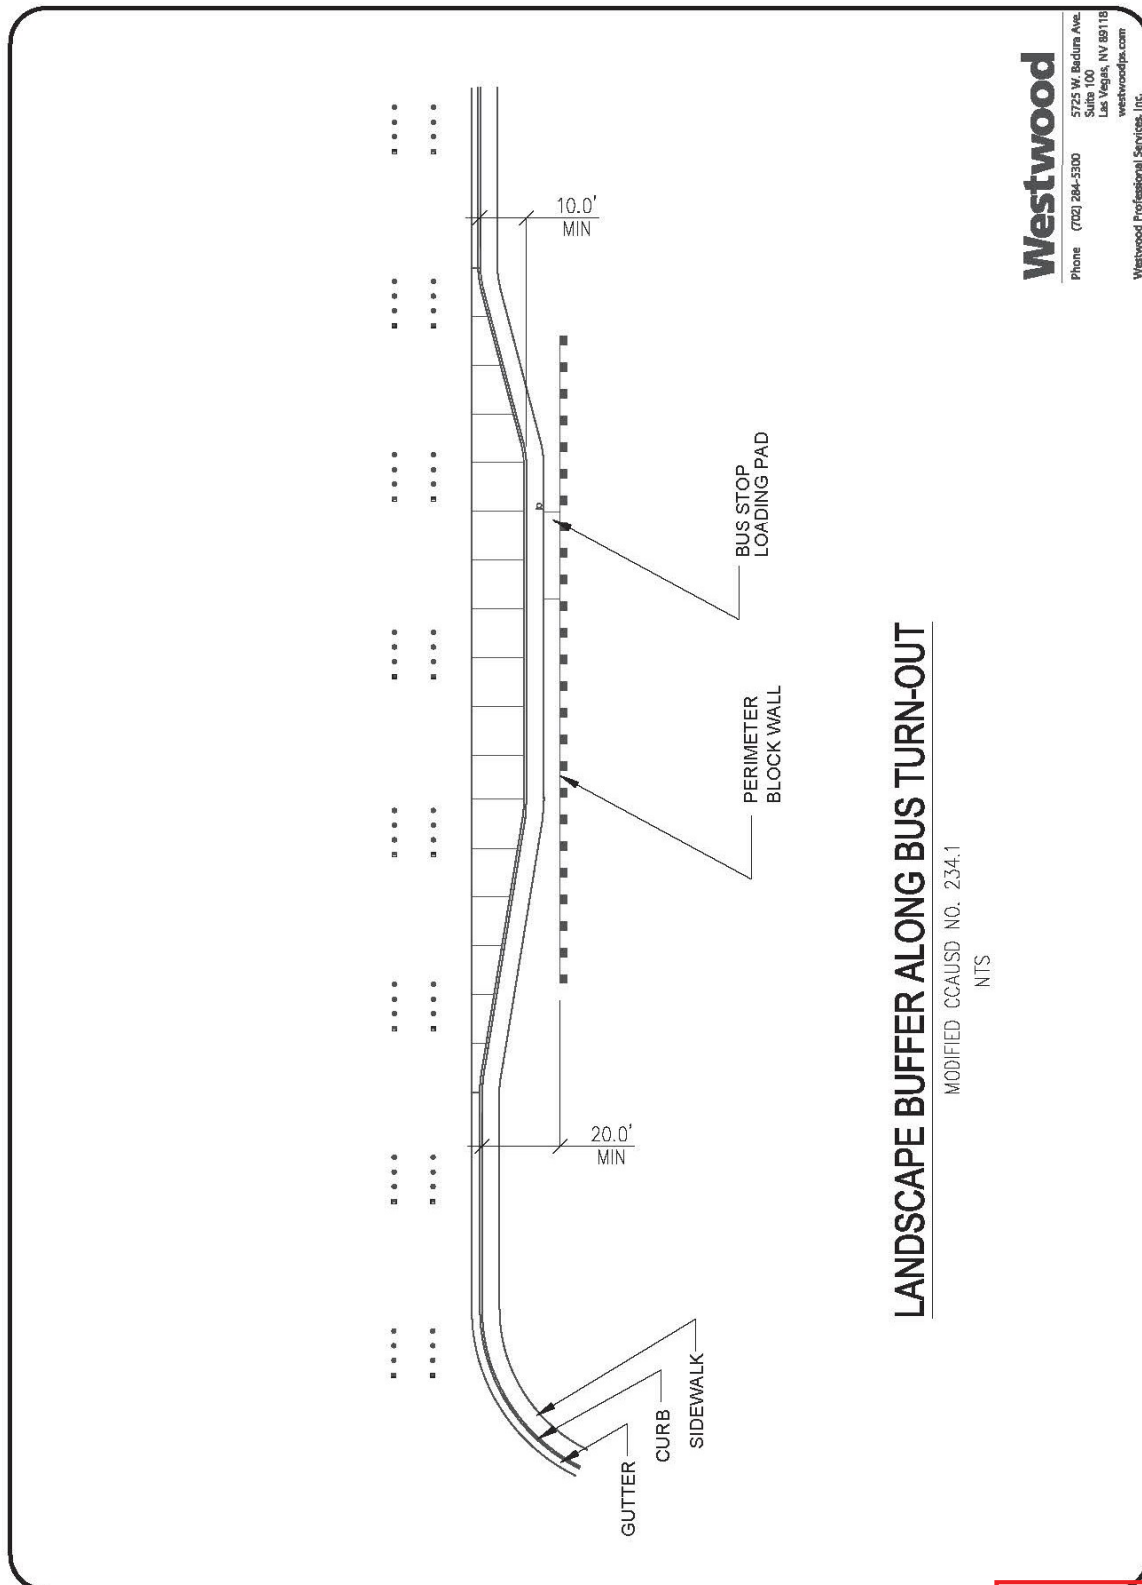 Westwood
Phone (702) 284-5300
5725 W. Badura Ave.
Suite 100
Las Vegas, NV 89118
westwoodps.com
Westwood Professional Services, Inc.
10.0'
MIN
BUS STOP
LOADING PAD
PERIMETER
BLOCK WALL
20.0'
MIN
GUTTER
CURB
SIDEWALK
LANDSCAPE BUFFER ALONG BUS TURN-OUT
MODIFIED CCAUSD NO. 234.1
NTS